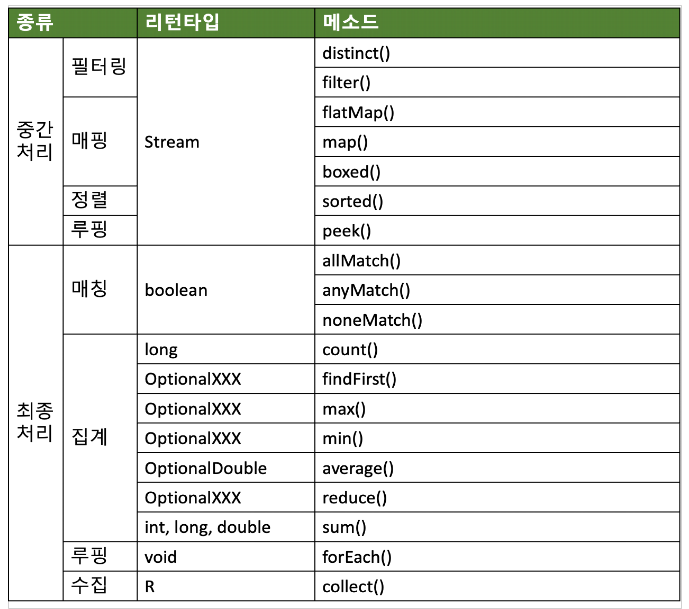 종류 리턴타입 메소드
중간 처리 필터링 Stream distinct()
filter()
매핑 flatMap()
map()
boxed()
정렬 sorted()
루핑 peek()
최종 처리 매칭 boolean allMatch()
anyMatch()
noneMatch()
집계 long count()
OptionalXXX findFirst()
OptionalXXX max()
OptionalXXX min()
OptionalDouble average()
OptionalXXX reduce()
int, long, double sum()
루핑 void forEach()
수집 R collect()